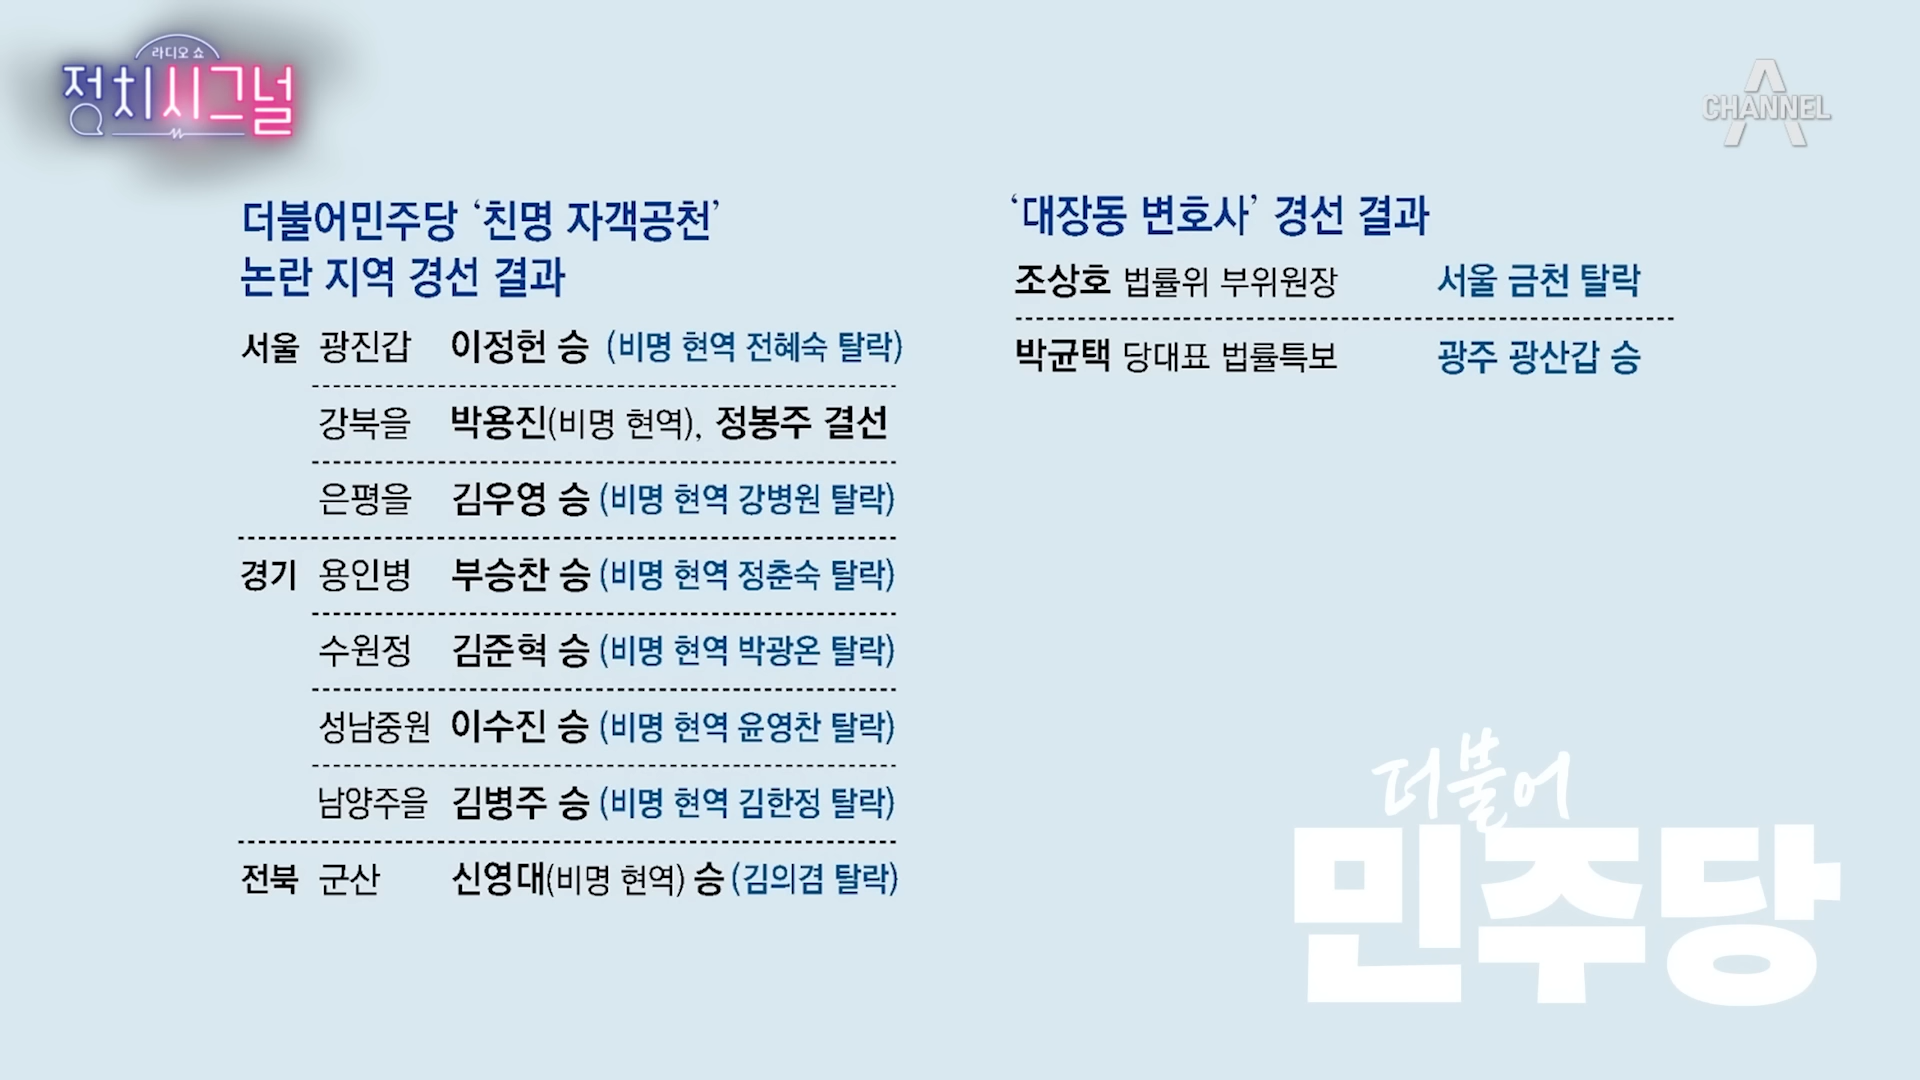 라디오 쇼
정치시그널
CHANNEL A
더불어민주당 ‘친명 자객공천’
논란 지역 경선 결과
서울 광진갑 이정헌 승 (비명 현역 전혜숙 탈락)
강북을 박용진(비명 현역), 정봉주 결선
은평을 김우영 승 (비명 현역 강병원 탈락)
경기 용인병 부승찬 승 (비명 현역 정춘숙 탈락)
수원정 김준혁 승 (비명 현역 박광온 탈락)
성남중원 이수진 승 (비명 현역 윤영찬 탈락)
남양주을 김병주 승 (비명 현역 김한정 탈락)
전북 군산 신영대(비명 현역) 승 (김의겸 탈락)
‘대장동 변호사’ 경선 결과
조상호 법률위 부위원장 서울 금천 탈락
박균택 당대표 법률특보 광주 광산갑 승
더불어
민주당